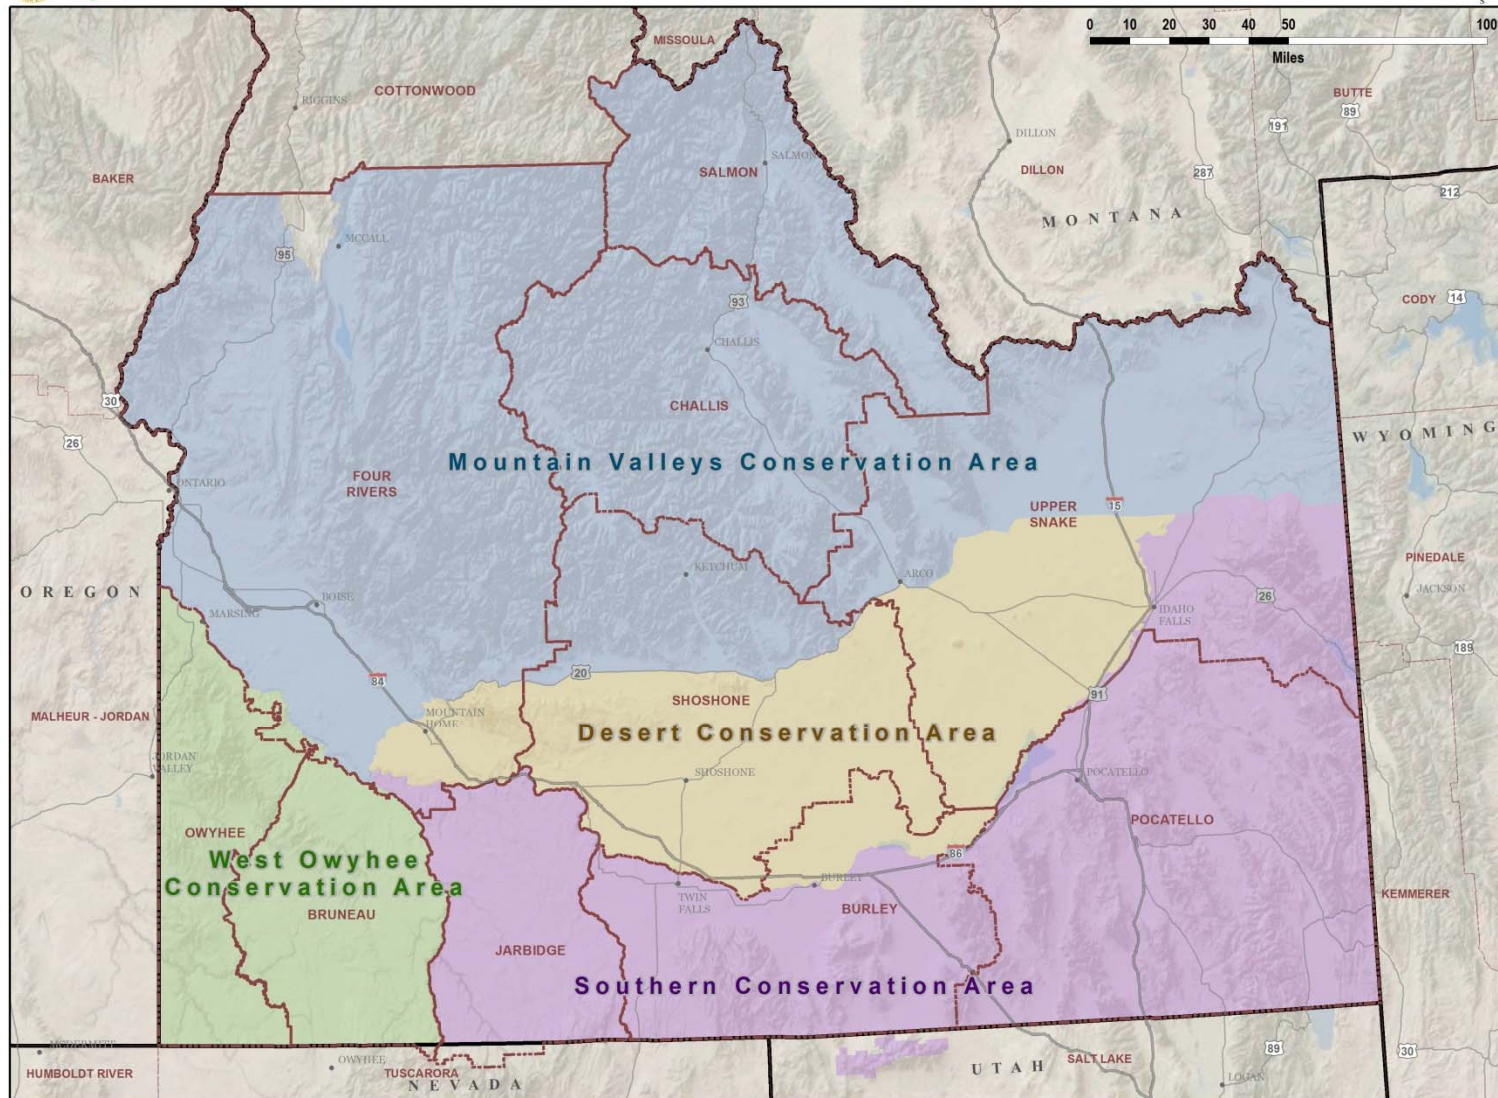 0 10 20 30 40 50 100
Miles
MISSOULA
COTTONWOOD
RIGGINS
BUTTE
89
191
DILLON
SALMON
SALMON
DILLON
287
BAKER
212
MONTANA
MCCALL
95
93
CODY
14
CHALLIS
30
CHALLIS
26
WYOMING
Mountain Valleys Conservation Area
FOUR
RIVERS
ONTARIO
UPPER
SNAKE
15
PINEDALE
KETCHUM
ARCO
OREGON
JACKSON
MARSING
BOISE
26
IDAHO
FALLS
189
20
84
SHOSHONE
91
MALHEUR - JORDAN
MOUNTAIN
HOME
Desert Conservation Area
JORDAN
VALLEY
SHOSHONE
POCATELLO
POCATELLO
OWYHEE
West Owyhee
Conservation Area
86
BURLEY
TWIN
FALLS
BURLEY
KEMMERER
BRUNEAU
JARBIDGE
Southern Conservation Area
MCDERMITT
OWYHEE
HUMBOLDT RIVER
TUSCARORA
NEVADA
UTAH
SALT LAKE
89
30
LOGAN